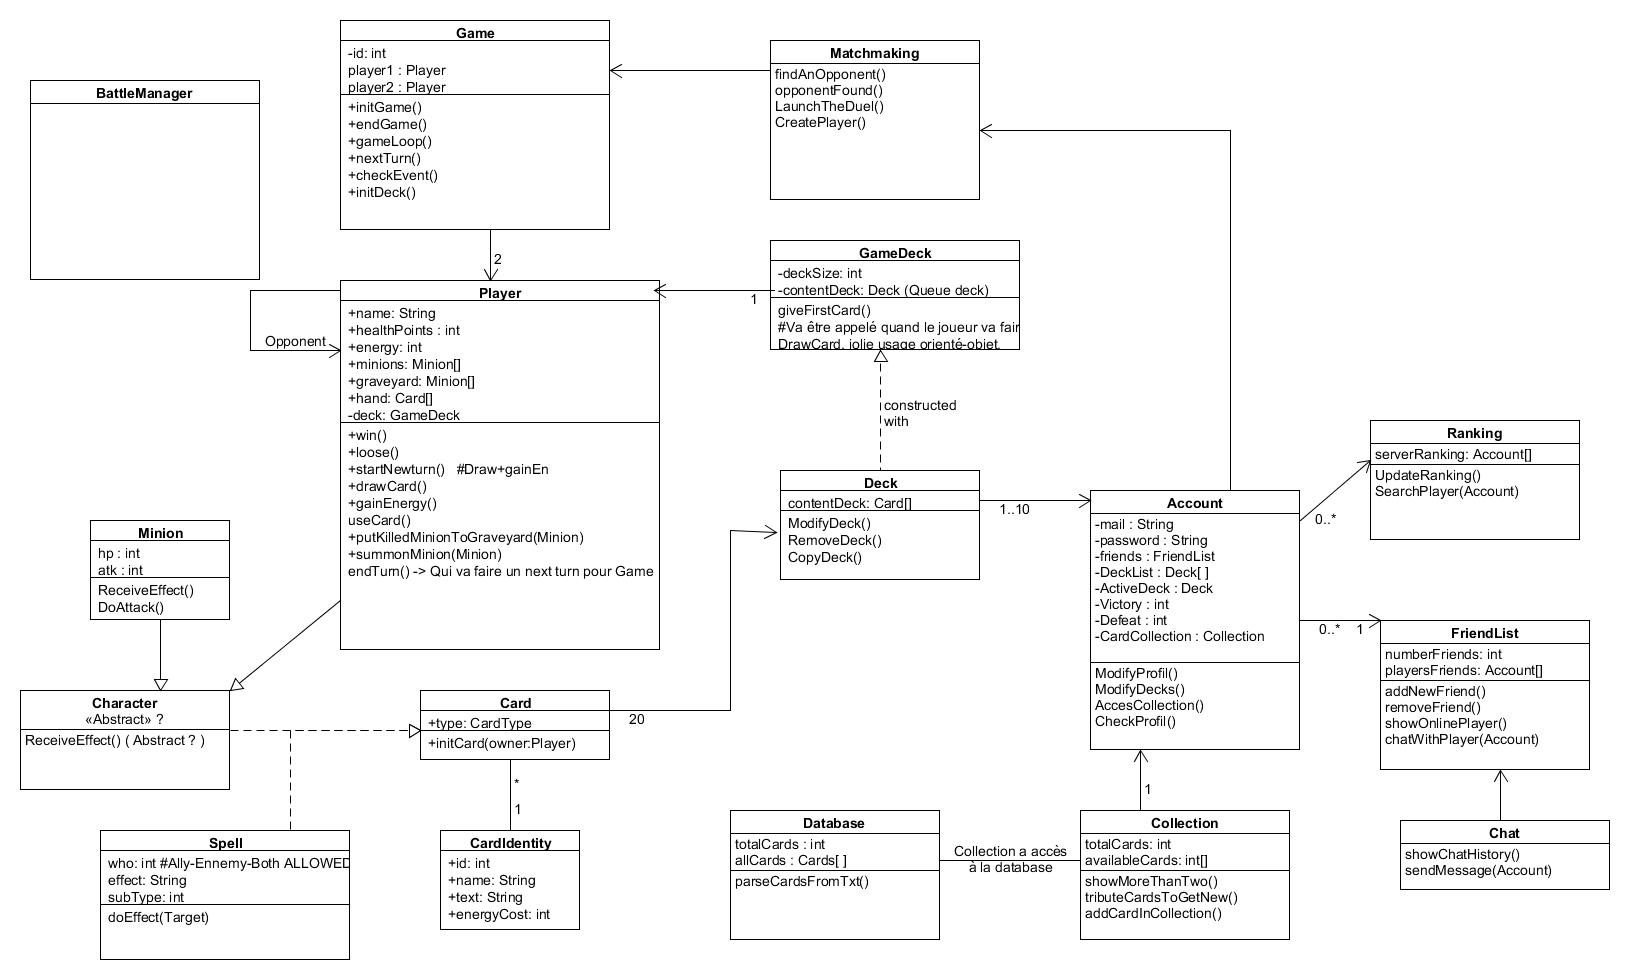 Game
-id: int
player1 : Player
player2 : Player
+initGame()
+endGame()
+gameLoop()
+nextTurn()
+checkEvent()
+initDeck()
Matchmaking
findAnOpponent()
opponentFound()
LaunchTheDuel()
CreatePlayer()
BattleManager
2
GameDeck
-deckSize: int
-contentDeck: Deck (Queue deck)
giveFirstCard()
#Va être appelé quand le joueur va fair
DrawCard, jolie usage orienté-objet.
1
Player
+name: String
+healthPoints : int
+energy: int
+minions: Minion[]
+graveyard: Minion[]
+hand: Card[]
-deck: GameDeck
+win()
+loose()
+startNewturn()   #Draw+gainEn
+drawCard()
+gainEnergy()
useCard()
+putKilledMinionToGraveyard(Minion)
+summonMinion(Minion)
endTurn() -> Qui va faire un next turn pour Game
Opponent
constructed
with
Ranking
serverRanking: Account[]
UpdateRanking()
SearchPlayer(Account)
0..*
Deck
contentDeck: Card[]
ModifyDeck()
RemoveDeck()
CopyDeck()
1..10
Account
-mail : String
-password : String
-friends : FriendList
-DeckList : Deck[ ]
-ActiveDeck : Deck
-Victory : int
-Defeat : int
-CardCollection : Collection
ModifyProfil()
ModifyDecks()
AccesCollection()
CheckProfil()
Minion
hp : int
atk : int
ReceiveEffect()
DoAttack()
0..*
1
FriendList
numberFriends: int
playersFriends: Account[]
addNewFriend()
removeFriend()
showOnlinePlayer()
chatWithPlayer(Account)
Character
«Abstract» ?
ReceiveEffect() ( Abstract ? )
Card
+type: CardType
+initCard(owner:Player)
20
*
1
1
Spell
who: int #Ally-Ennemy-Both ALLOWED
effect: String
subType: int
doEffect(Target)
CardIdentity
+id: int
+name: String
+text: String
+energyCost: int
Database
totalCards : int
allCards : Cards[ ]
parseCardsFromTxt()
Collection a accès
à la database
Collection
totalCards: int
availableCards: int[]
showMoreThanTwo()
tributeCardsToGetNew()
addCardInCollection()
Chat
showChatHistory()
sendMessage(Account)